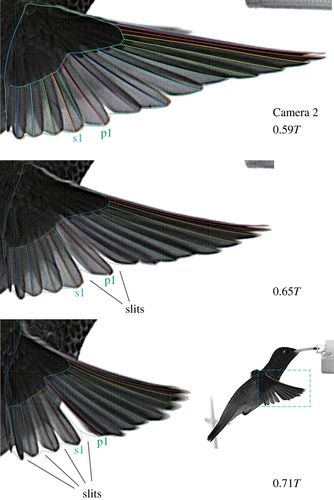 Camera 2
0.59T
s1
p1
s1
p1
slits
0.65T
s1
p1
slits
0.71T